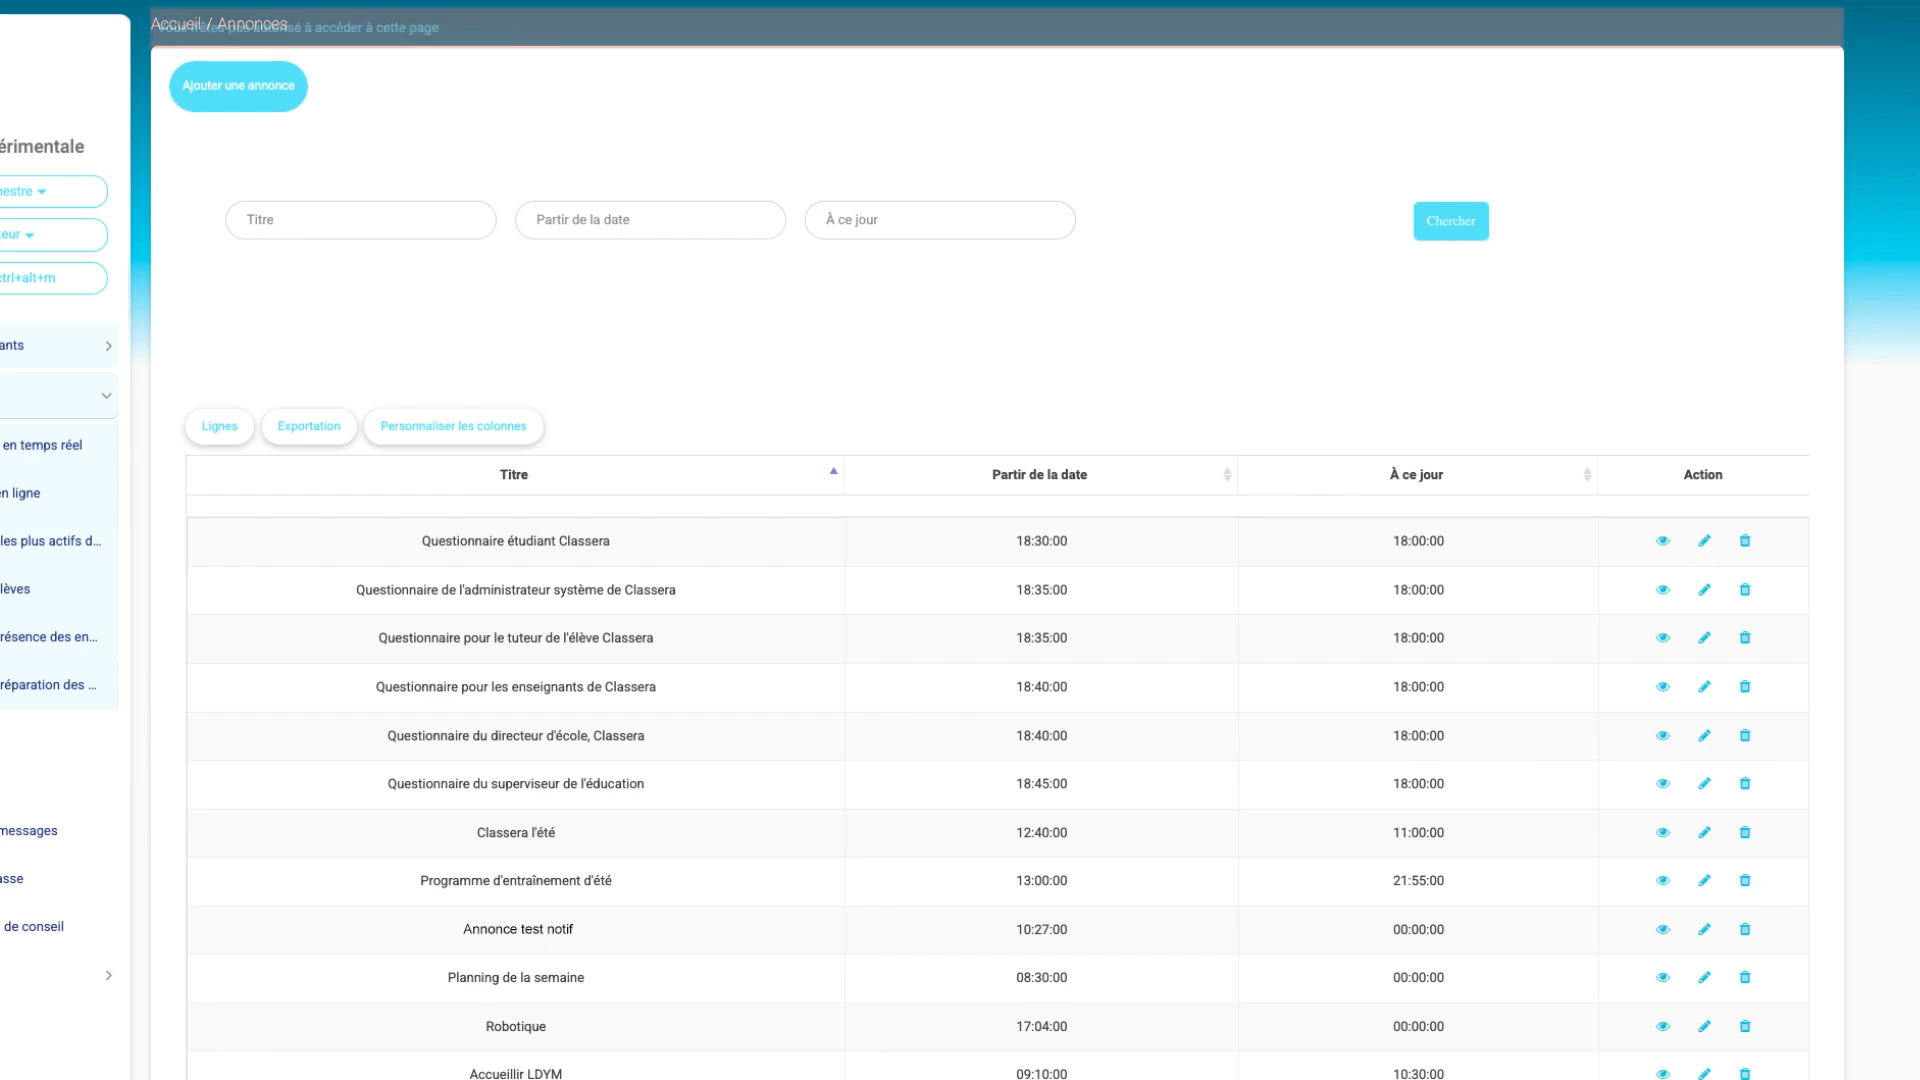 Accueil / Annonces
Vous n'êtes pas autorisé à accéder à cette page
Ajouter une annonce
érimentale
nestre
teur
ctrl+alt+m
ants
en temps réel
en ligne
les plus actifs d...
lèves
résence des en...
réparation des ...
messages
asse
de conseil
Titre
Partir de la date
À ce jour
Chercher
Lignes
Exportation
Personnaliser les colonnes
Titre Partir de la date À ce jour Action
Questionnaire étudiant Classera 18:30:00 18:00:00
Questionnaire de l'administrateur système de Classera 18:35:00 18:00:00
Questionnaire pour le tuteur de l'élève Classera 18:35:00 18:00:00
Questionnaire pour les enseignants de Classera 18:40:00 18:00:00
Questionnaire du directeur d'école, Classera 18:40:00 18:00:00
Questionnaire du superviseur de l'éducation 18:45:00 18:00:00
Classera l'été 12:40:00 11:00:00
Programme d'entraînement d'été 13:00:00 21:55:00
Annonce test notif 10:27:00 00:00:00
Planning de la semaine 08:30:00 00:00:00
Robotique 17:04:00 00:00:00
Accueillir LDYM 09:10:00 10:30:00